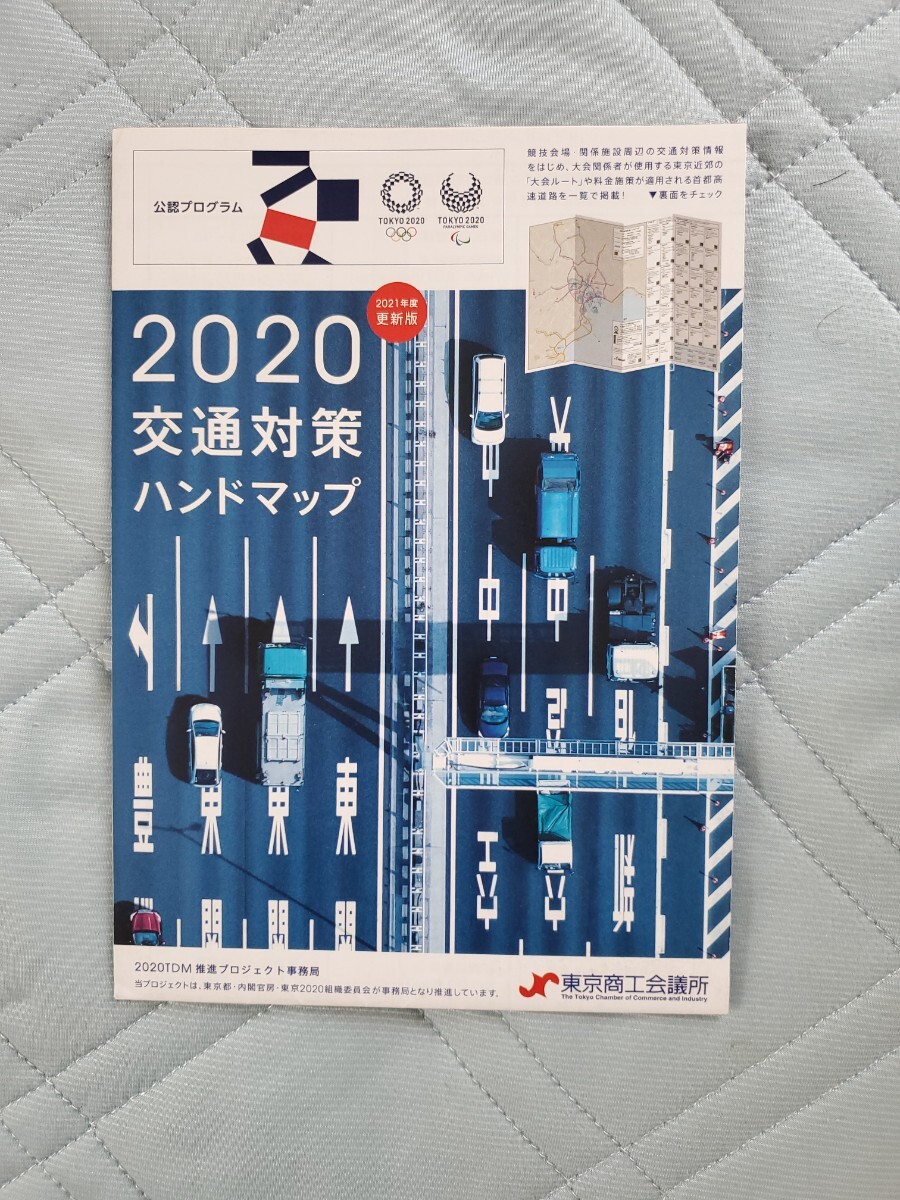 公認プログラム
TOKYO 2020
TOKYO 2020
PARALYMPIC GAMES
競技会場・関係施設周辺の交通対策情報
をはじめ、大会関係者が使用する東京近郊の
「大会ルート」や料金施策が適用される首都高
速道路を一覧で掲載！ ▼裏面をチェック
2021年度
更新版
2020
交通対策
ハンドマップ
2020TDM 推進プロジェクト事務局
当プロジェクトは、東京都・内閣官房・東京2020組織委員会が事務局となり推進しています。
東京商工会議所
The Tokyo Chamber of Commerce and Industry